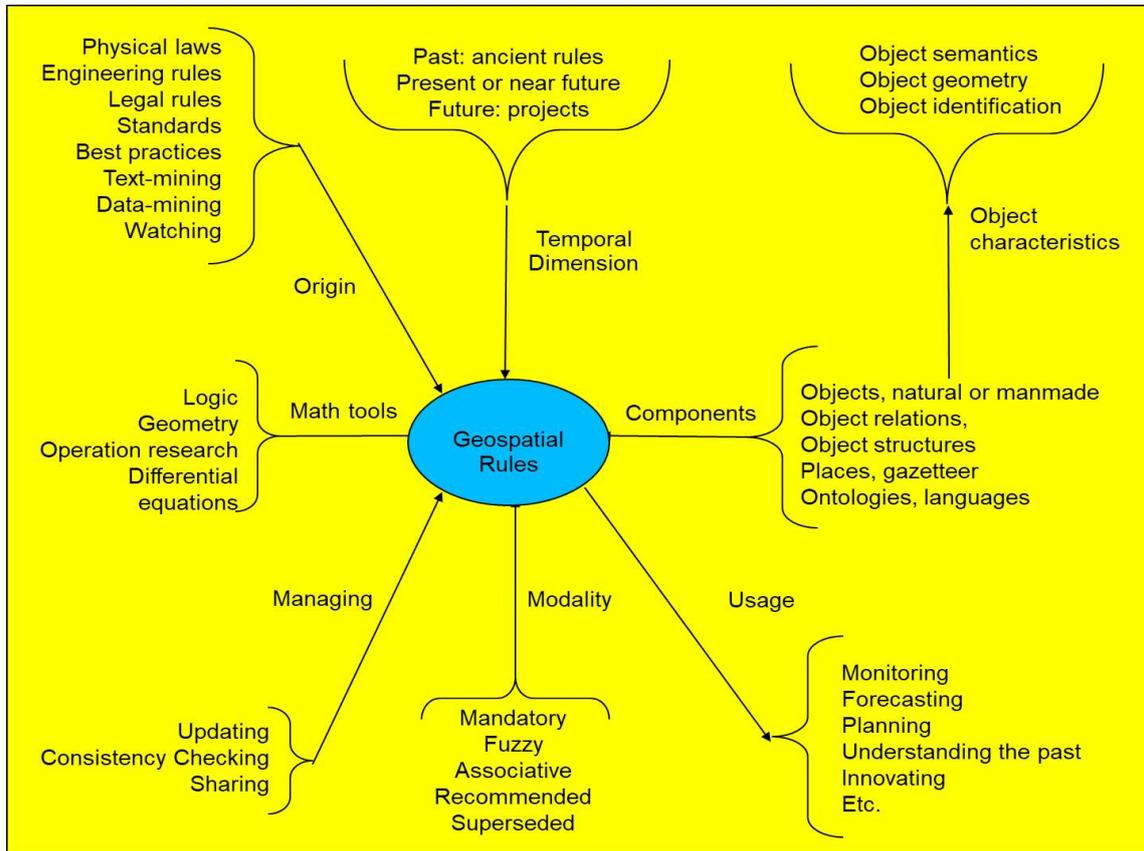 Physical laws
Engineering rules
Legal rules
Standards
Best practices
Text-mining
Data-mining
Watching
Origin
Past: ancient rules
Present or near future
Future: projects
Temporal
Dimension
Object semantics
Object geometry
Object identification
Object
characteristics
Logic
Geometry
Operation research
Differential
equations
Math tools
Geospatial
Rules
Components
Objects, natural or manmade
Object relations,
Object structures
Places, gazetteer
Ontologies, languages
Managing
Updating
Consistency Checking
Sharing
Modality
Mandatory
Fuzzy
Associative
Recommended
Superseded
Usage
Monitoring
Forecasting
Planning
Understanding the past
Innovating
Etc.